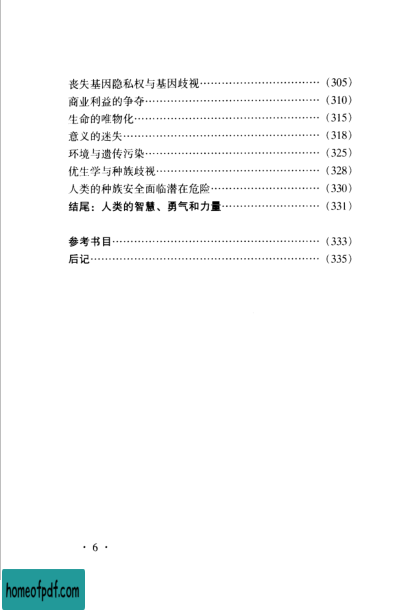 丧失基因隐私权与基因歧视……………………………(305)
商业利益的争夺…………………………………………(310)
生命的唯物化……………………………………………(315)
意义的迷失………………………………………………(318)
环境与遗传污染…………………………………………(325)
优生学与种族歧视………………………………………(328)
人类的种族安全面临潜在危险…………………………(330)
结尾：人类的智慧、勇气和力量………………………(331)
参考书目…………………………………………………(333)
后记………………………………………………………(335)
· 6 ·
homeofpdf.com